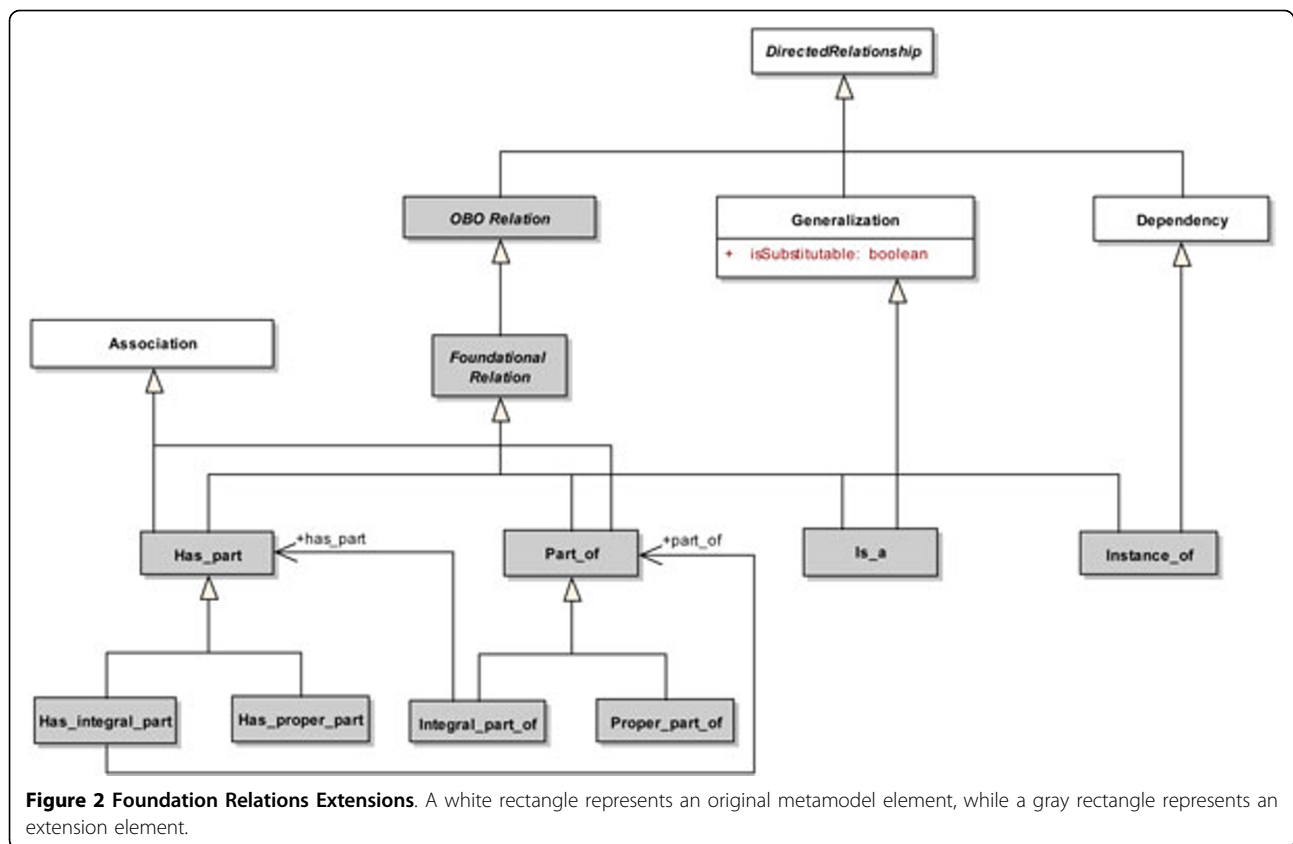 DirectedRelationship
OBO Relation
Generalization
+ isSubstitutable: boolean
Dependency
Association
Foundational
Relation
Has_part
+has_part
Part_of
+part_of
Is_a
Instance_of
Has_integral_part
Has_proper_part
Integral_part_of
Proper_part_of
Figure 2 Foundation Relations Extensions. A white rectangle represents an original metamodel element, while a gray rectangle represents an
extension element.